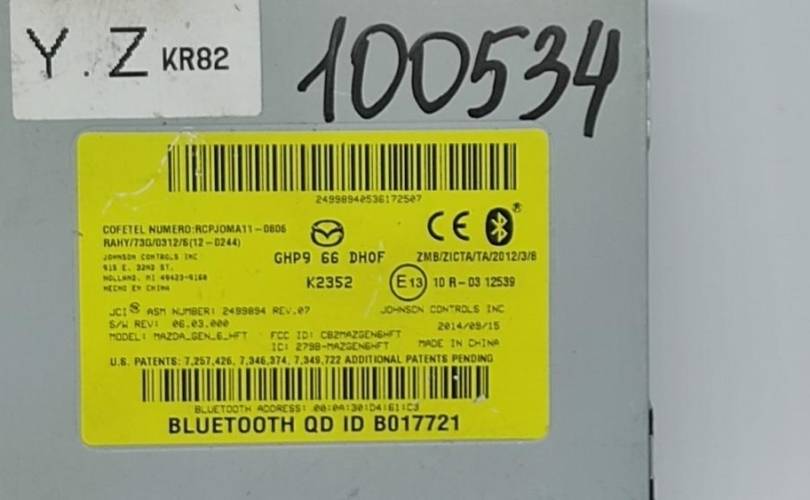 Y.Z KR82
100534
24998940536172507
COFETEL NUMERO:RCPJOMA11-0806
RAHY/73G/0312/S(12-0244)
JOHNSON CONTROLS INC
915 E. 32ND ST.
HOLLAND, MI 49423-9168
HECHO EN CHINA
GHP9 66 DH0F
K2352
CE
ZMB/ZICTA/TA/2012/3/8
E13 10 R-03 12539
JCI® ASM NUMBER: 2499894 REV.07
S/W REV: 06.03.000
MODEL: MAZDA_GEN_6_HFT
FCC ID: CB2MAZGEN6HFT
IC: 279B-MAZGEN6HFT
JOHNSON CONTROLS INC
2014/09/15
MADE IN CHINA
U.S. PATENTS: 7,257,426, 7,346,374, 7,349,722 ADDITIONAL PATENTS PENDING
BLUETOOTH ADDRESS: 00:0A:30:D4:61:C3
BLUETOOTH QD ID B017721